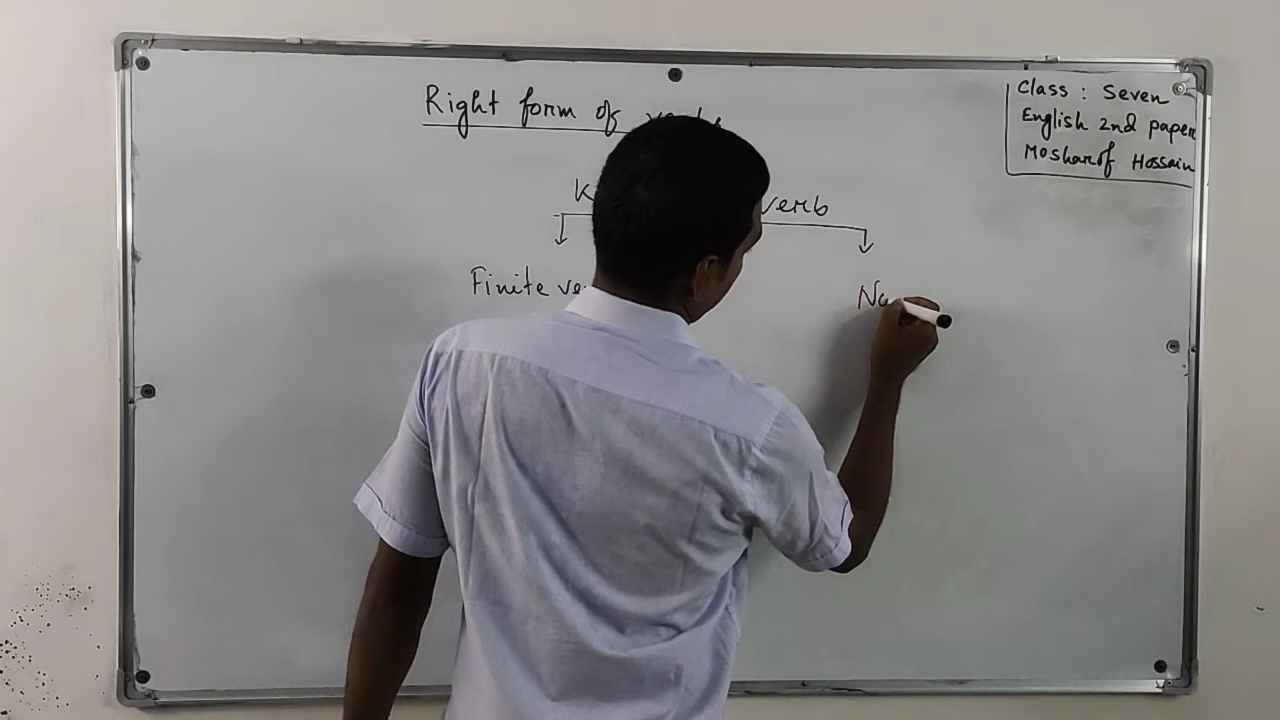 Right form of
Class : Seven
English 2nd paper
Mosharof Hossain
verb
Finite